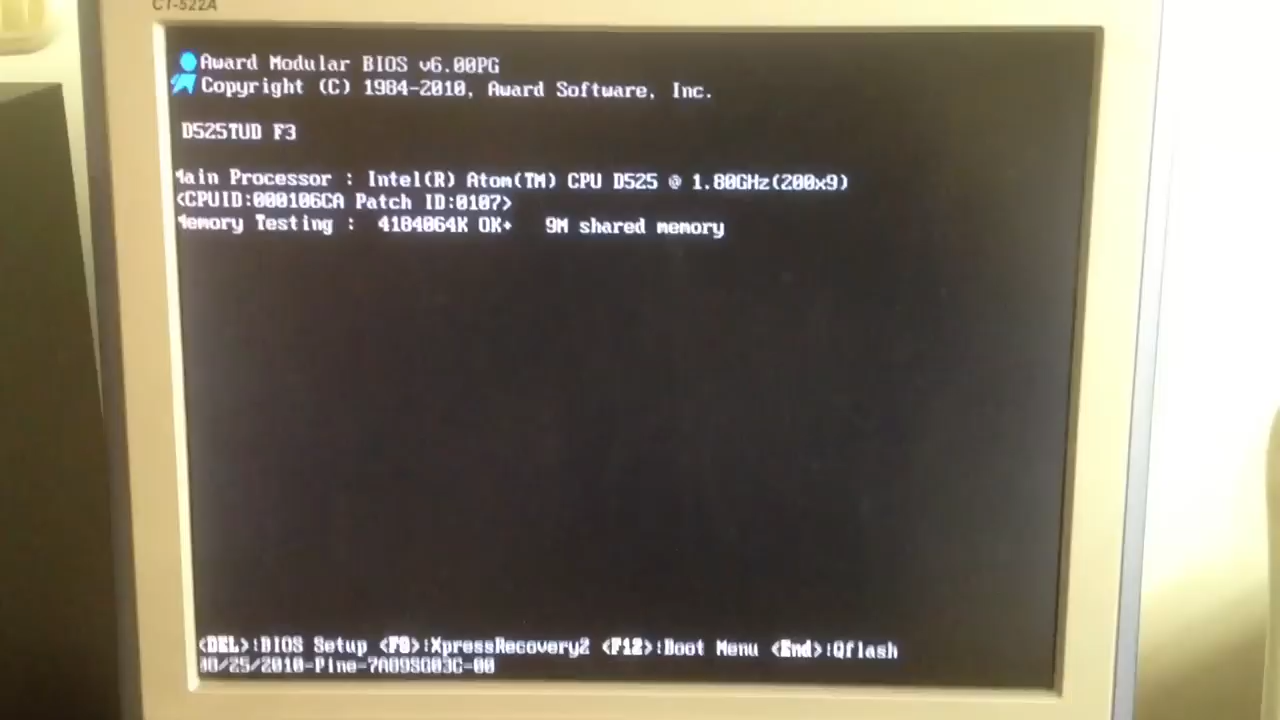 CT-522A
Award Modular BIOS v6.00PG
Copyright (C) 1984-2010, Award Software, Inc.
D525TUD F3
Main Processor : Intel(R) Atom(TM) CPU D525 @ 1.80GHz(200x9)
<CPUID:000106CA Patch ID:0107>
Memory Testing : 4184064K OK+ 9M shared memory
<DEL>:BIOS Setup <F9>:XpressRecovery2 <F12>:Boot Menu <End>:Qflash